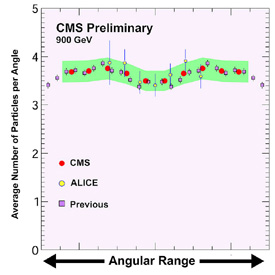 CMS Preliminary
900 GeV
5
4
3
2
1
0
Average Number of Particles per Angle
CMS
ALICE
Previous
Angular Range